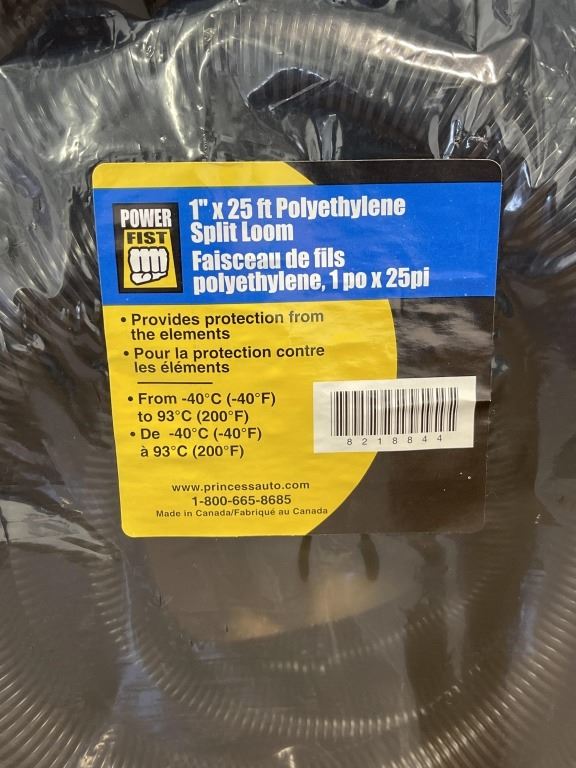 POWER
FIST
1" x 25 ft Polyethylene
Split Loom
Faisceau de fils
polyethylene, 1 po x 25pi
• Provides protection from
the elements
• Pour la protection contre
les éléments
• From -40°C (-40°F)
to 93°C (200°F)
• De -40°C (-40°F)
à 93°C (200°F)
8218844
www.princessauto.com
1-800-665-8685
Made in Canada/Fabriqué au Canada